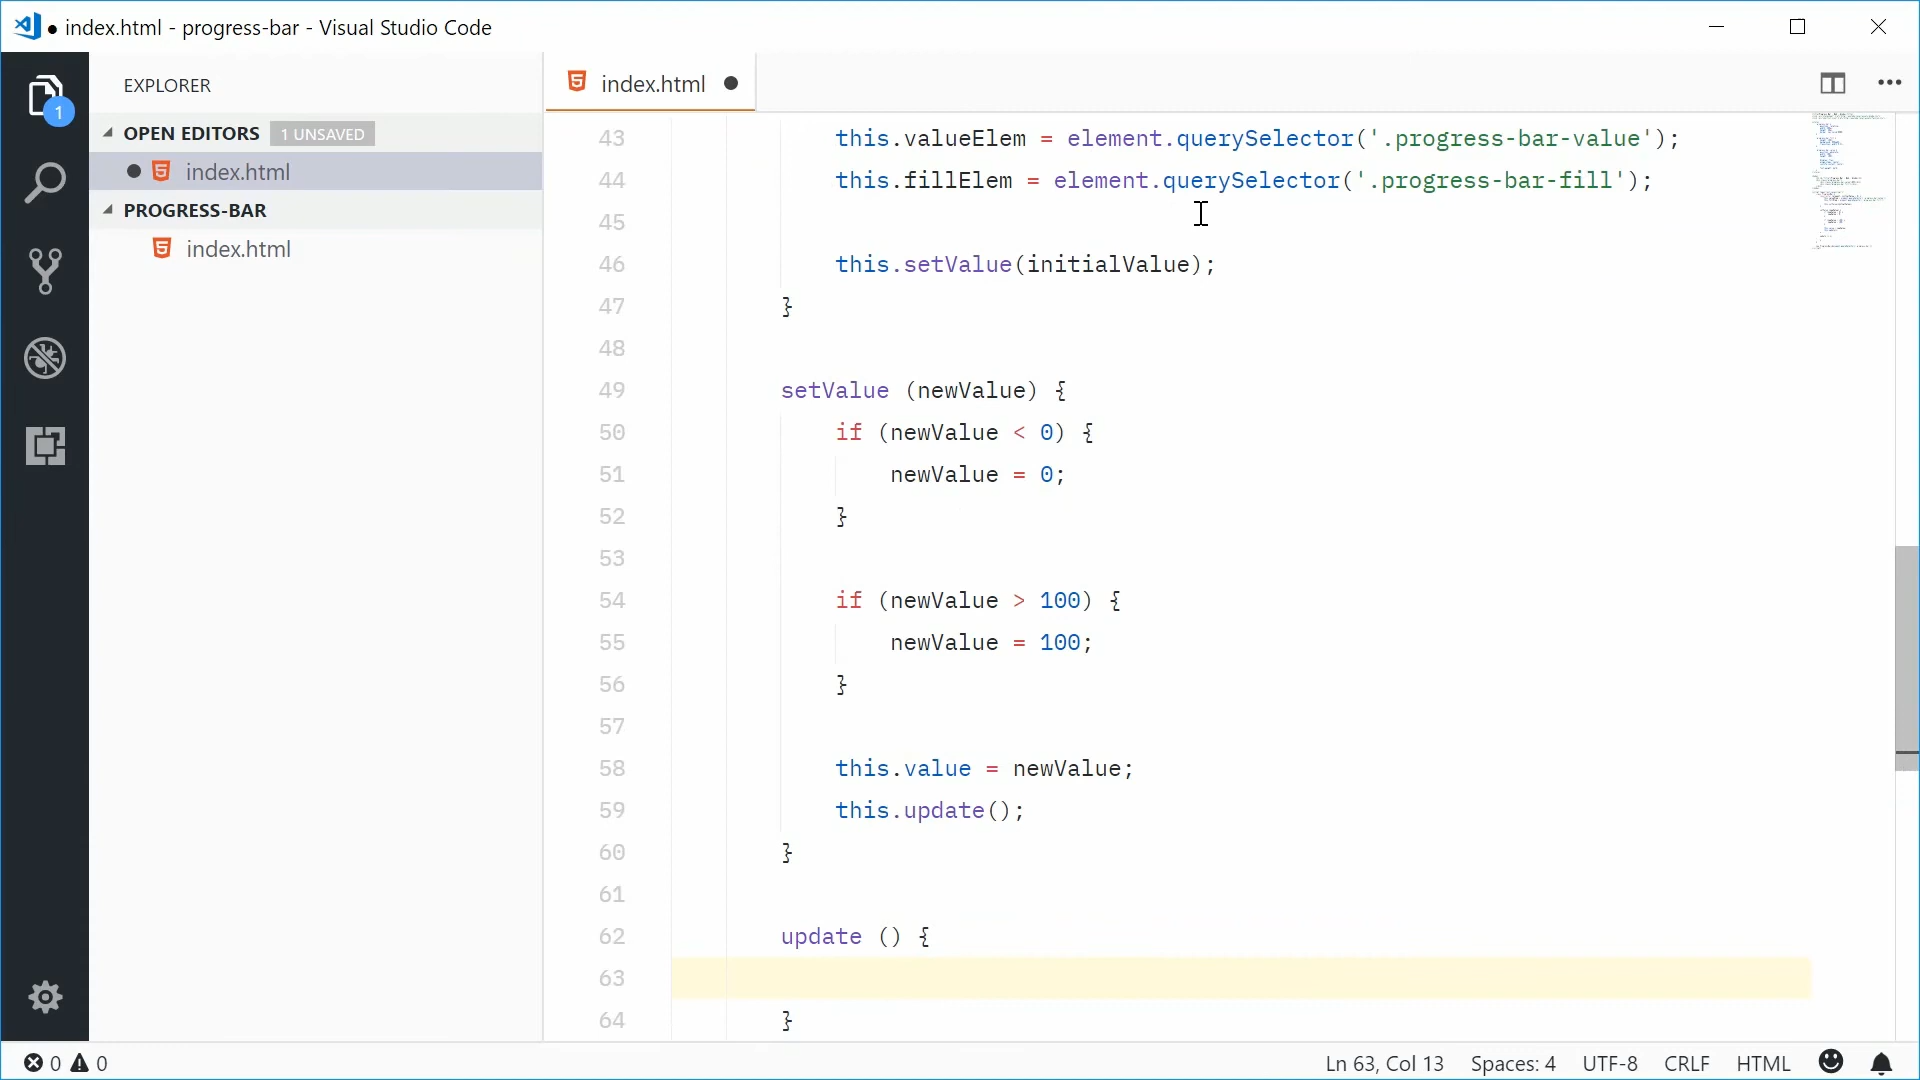 ● index.html - progress-bar - Visual Studio Code
EXPLORER
OPEN EDITORS 1 UNSAVED
● index.html
PROGRESS-BAR
index.html
1
index.html ●
43 this.valueElem = element.querySelector('.progress-bar-value');
44 this.fillElem = element.querySelector('.progress-bar-fill');
45
46 this.setValue(initialValue);
47 }
48
49 setValue (newValue) {
50 if (newValue < 0) {
51 newValue = 0;
52 }
53
54 if (newValue > 100) {
55 newValue = 100;
56 }
57
58 this.value = newValue;
59 this.update();
60 }
61
62 update () {
63
64 }
0 0 Ln 63, Col 13 Spaces: 4 UTF-8 CRLF HTML